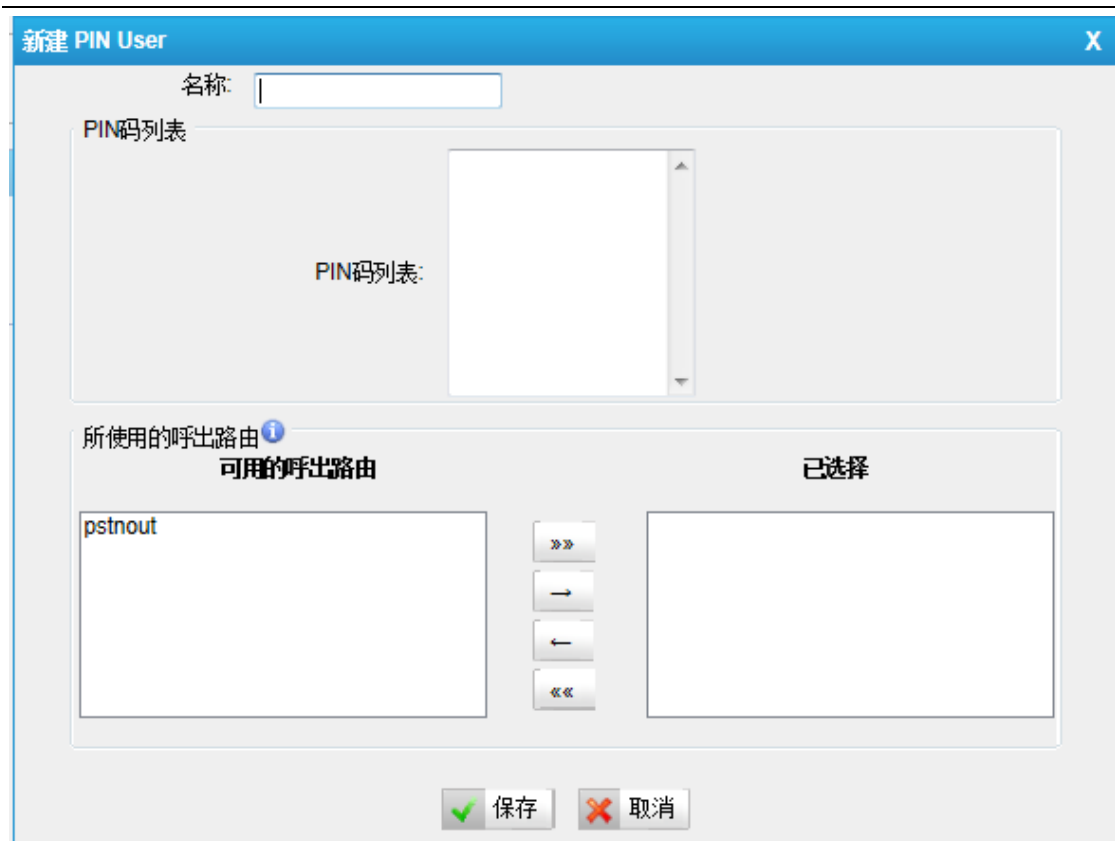 新建 PIN User X
名称:
PIN码列表
PIN码列表:
所使用的呼出路由
可用的呼出路由 已选择
pstnout
»»
→
←
««
保存 取消